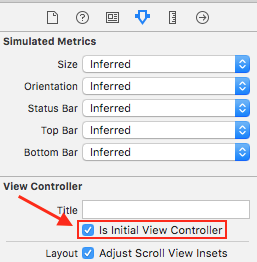 Simulated Metrics
Size Inferred
Orientation Inferred
Status Bar Inferred
Top Bar Inferred
Bottom Bar Inferred
View Controller
Title
Is Initial View Controller
Layout Adjust Scroll View Insets